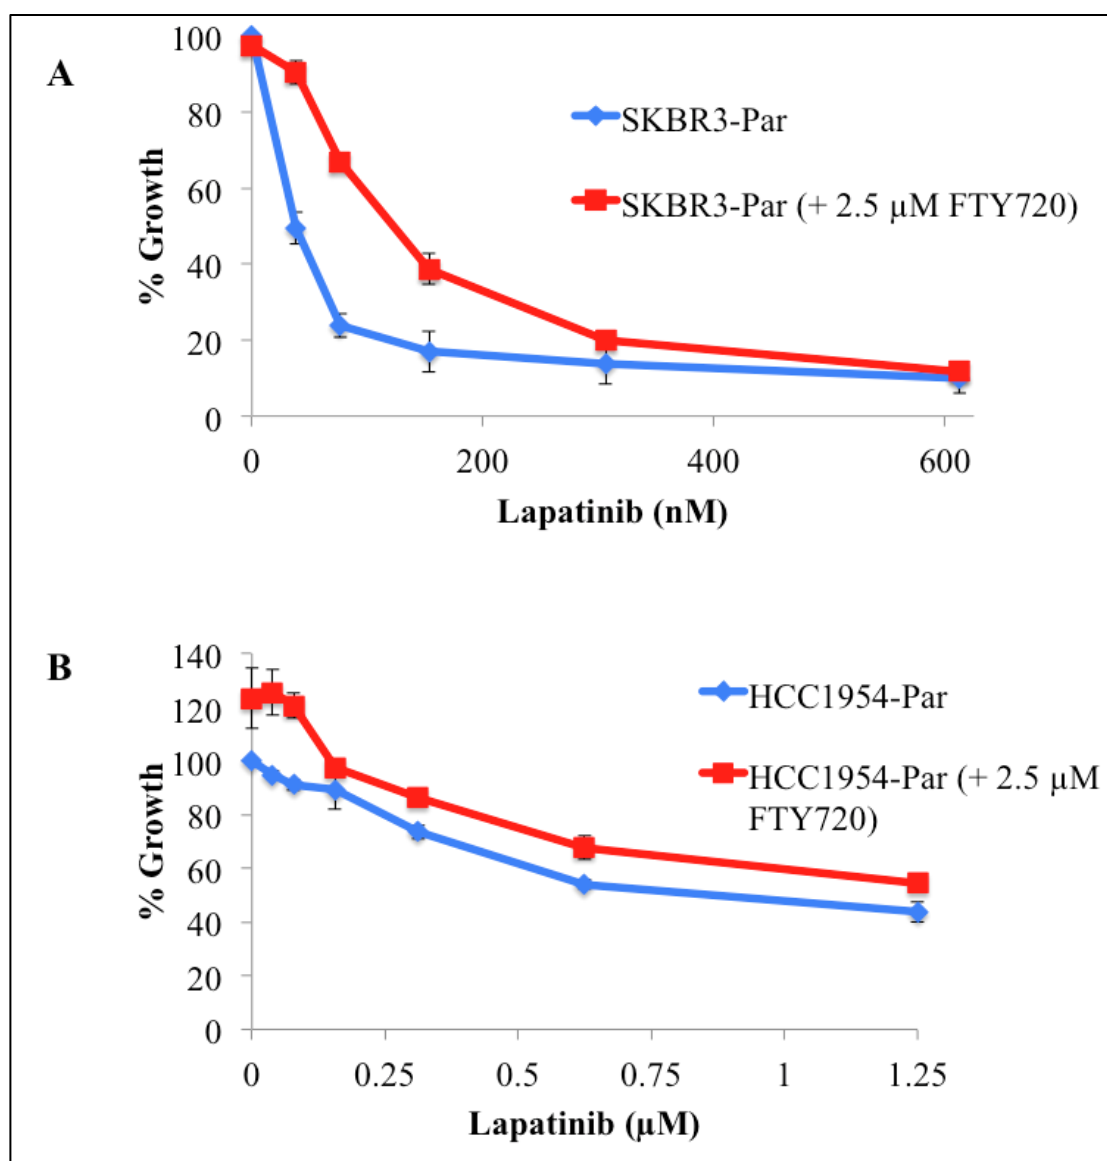 A
100
80
60
40
20
0
% Growth
SKBR3-Par
SKBR3-Par (+ 2.5 μM FTY720)
0 200 400 600
Lapatinib (nM)
B
140
120
100
80
60
40
20
0
% Growth
HCC1954-Par
HCC1954-Par (+ 2.5 μM
FTY720)
0 0.25 0.5 0.75 1 1.25
Lapatinib (μM)